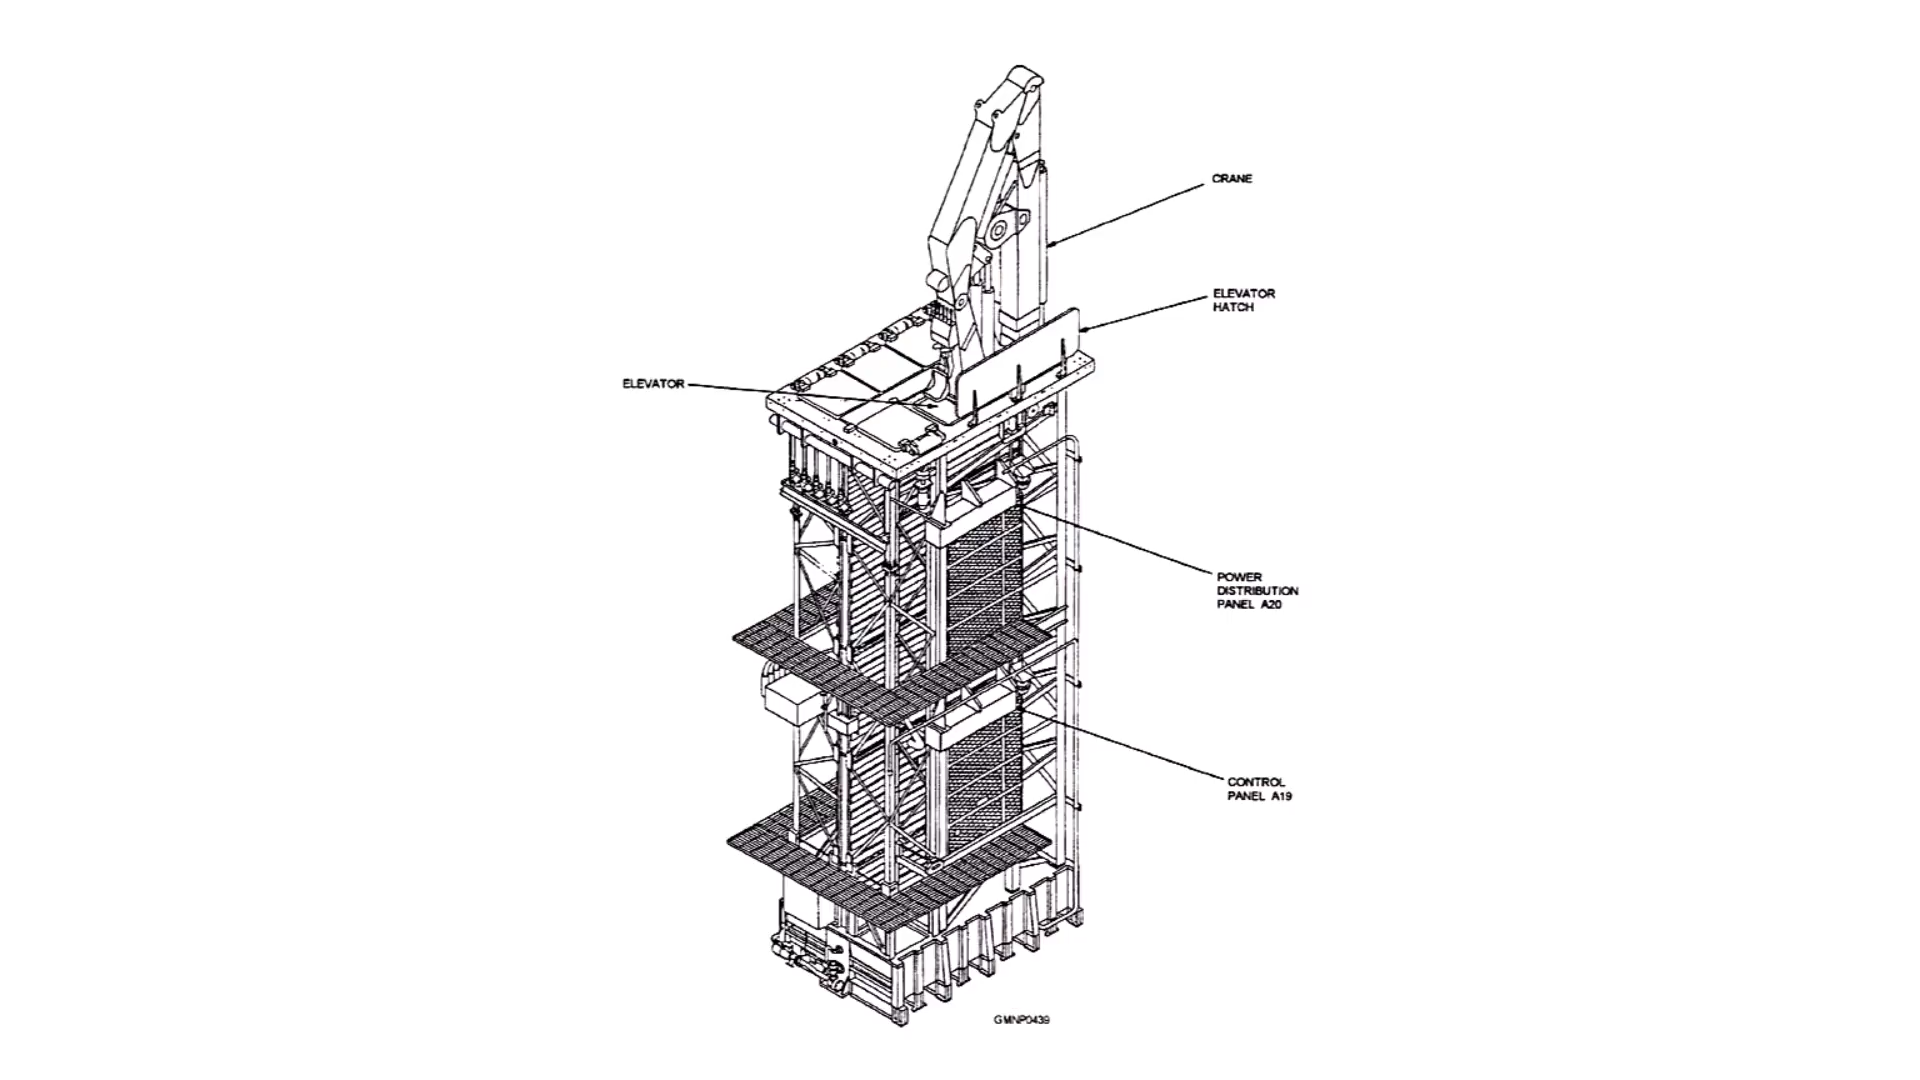 CRANE
ELEVATOR
HATCH
ELEVATOR
POWER
DISTRIBUTION
PANEL A20
CONTROL
PANEL A19
GMNP0439